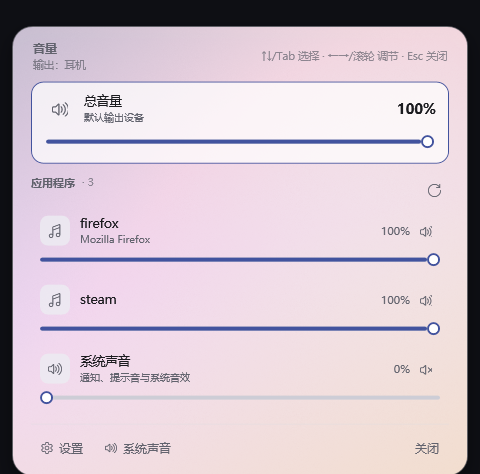 音量
输出: 耳机
↑↓/Tab 选择 · ←→/滚轮 调节 · Esc 关闭
总音量
默认输出设备
100%
应用程序 · 3
firefox
Mozilla Firefox
100%
steam
100%
系统声音
通知、提示音与系统音效
0%
设置
系统声音
关闭